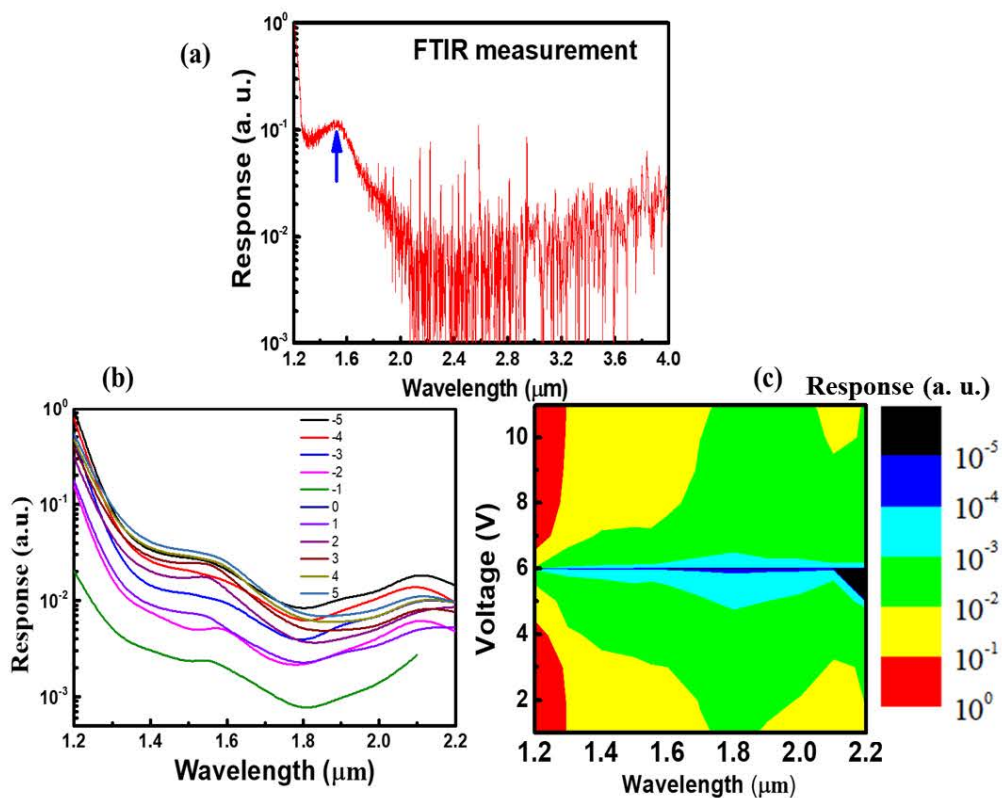 (a)
FTIR measurement
Response (a. u.)
10^0
10^-1
10^-2
10^-3
1.2 1.6 2.0 2.4 2.8 3.2 3.6 4.0
Wavelength (μm)
(b)
Response (a.u.)
10^0
10^-1
10^-2
10^-3
-5
-4
-3
-2
-1
0
1
2
3
4
5
1.2 1.4 1.6 1.8 2.0 2.2
Wavelength (μm)
(c)
Response (a. u.)
Voltage (V)
10
8
6
4
2
1.2 1.4 1.6 1.8 2.0 2.2
Wavelength (μm)
10^-5
10^-4
10^-3
10^-2
10^-1
10^0